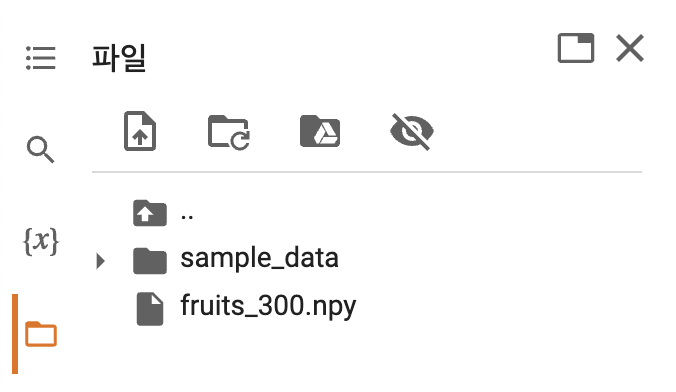 파일
..
{x}
sample_data
fruits_300.npy